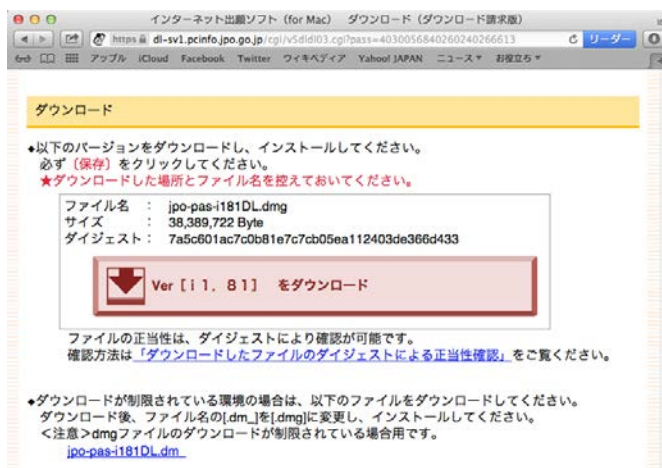 インターネット出願ソフト（for Mac） ダウンロード（ダウンロード請求版）
https dl-sv1.pcinfo.jpo.go.jp/cgi/v5dldl03.cgi?pass=4030056840260240266613 リーダー
アップル iCloud Facebook Twitter ウィキペディア Yahoo! JAPAN ニュース▼ お役立ち▼
ダウンロード
◆以下のバージョンをダウンロードし、インストールしてください。
必ず〔保存〕をクリックしてください。
★ダウンロードした場所とファイル名を控えておいてください。
ファイル名 ： jpo-pas-i181DL.dmg
サイズ ： 38,389,722 Byte
ダイジェスト： 7a5c601ac7c0b81e7c7cb05ea112403de366d433
Ver［ｉ１．８１］ をダウンロード
ファイルの正当性は、ダイジェストにより確認が可能です。
確認方法は「ダウンロードしたファイルのダイジェストによる正当性確認」をご覧ください。
◆ダウンロードが制限されている環境の場合は、以下のファイルをダウンロードしてください。
ダウンロード後、ファイル名の[.dm_]を[.dmg]に変更し、インストールしてください。
＜注意＞dmgファイルのダウンロードが制限されている場合用です。
jpo-pas-i181DL.dm_